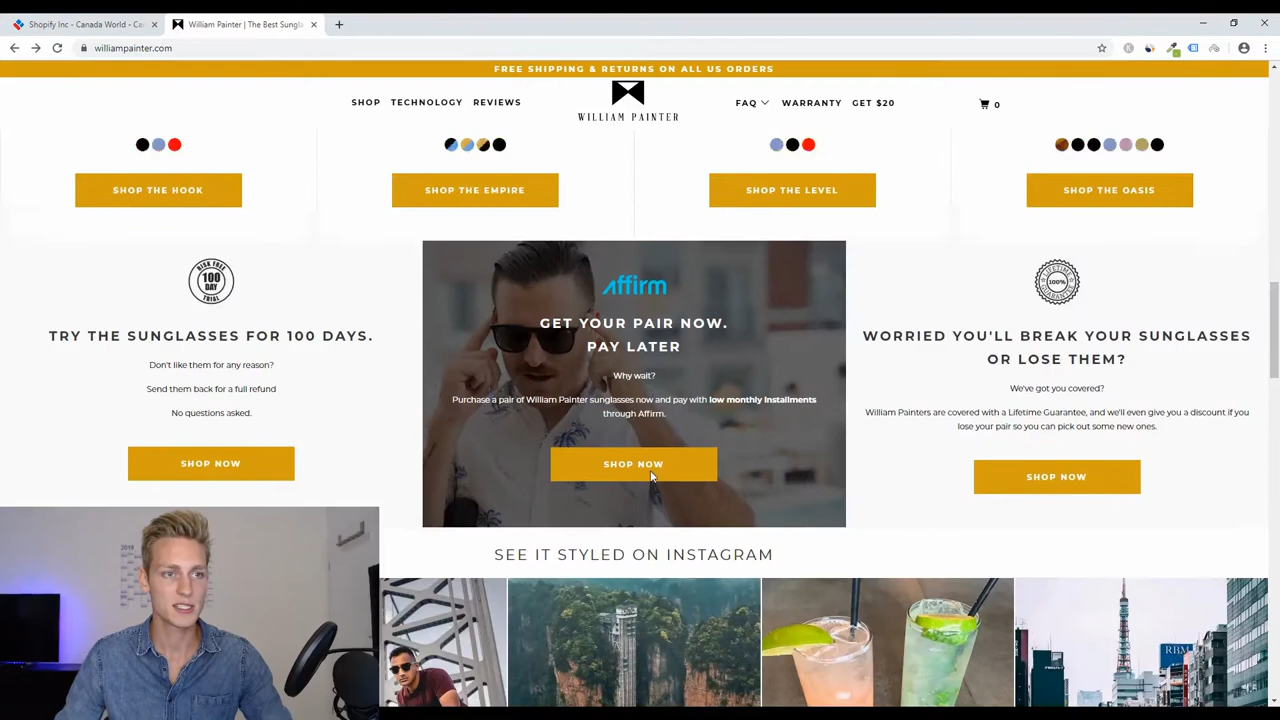 Shopify Inc - Canada World - Ca
William Painter | The Best Sungla
williampainter.com
FREE SHIPPING & RETURNS ON ALL US ORDERS
SHOP TECHNOLOGY REVIEWS
WILLIAM PAINTER
FAQ WARRANTY GET $20
0
SHOP THE HOOK
SHOP THE EMPIRE
SHOP THE LEVEL
SHOP THE OASIS
RISK FREE
100
DAY
TRIAL
TRY THE SUNGLASSES FOR 100 DAYS.
Don't like them for any reason?
Send them back for a full refund
No questions asked.
SHOP NOW
affirm
GET YOUR PAIR NOW.
PAY LATER
Why wait?
Purchase a pair of William Painter sunglasses now and pay with low monthly installments
through Affirm.
SHOP NOW
LIFETIME
100%
GUARANTEE
WORRIED YOU'LL BREAK YOUR SUNGLASSES
OR LOSE THEM?
We've got you covered?
William Painters are covered with a Lifetime Guarantee, and we'll even give you a discount if you
lose your pair so you can pick out some new ones.
SHOP NOW
SEE IT STYLED ON INSTAGRAM
2019
RBM